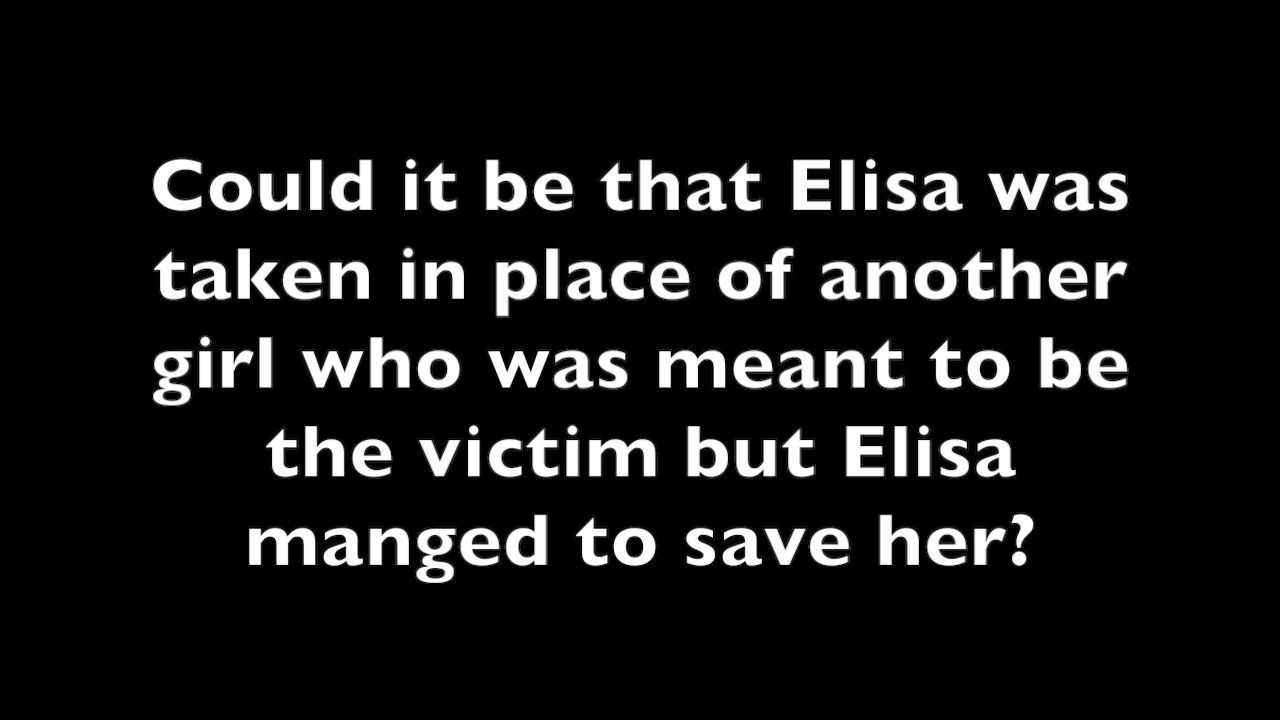 Could it be that Elisa was
taken in place of another
girl who was meant to be
the victim but Elisa
manged to save her?